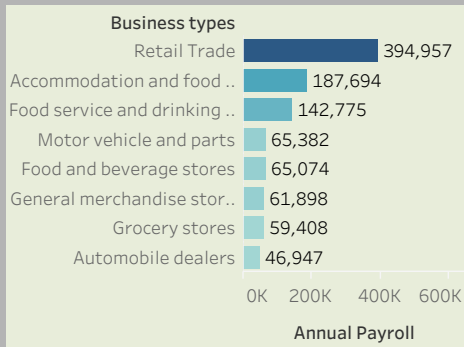 Business types
Retail Trade 394,957
Accommodation and food .. 187,694
Food service and drinking .. 142,775
Motor vehicle and parts 65,382
Food and beverage stores 65,074
General merchandise stor.. 61,898
Grocery stores 59,408
Automobile dealers 46,947
0K 200K 400K 600K
Annual Payroll